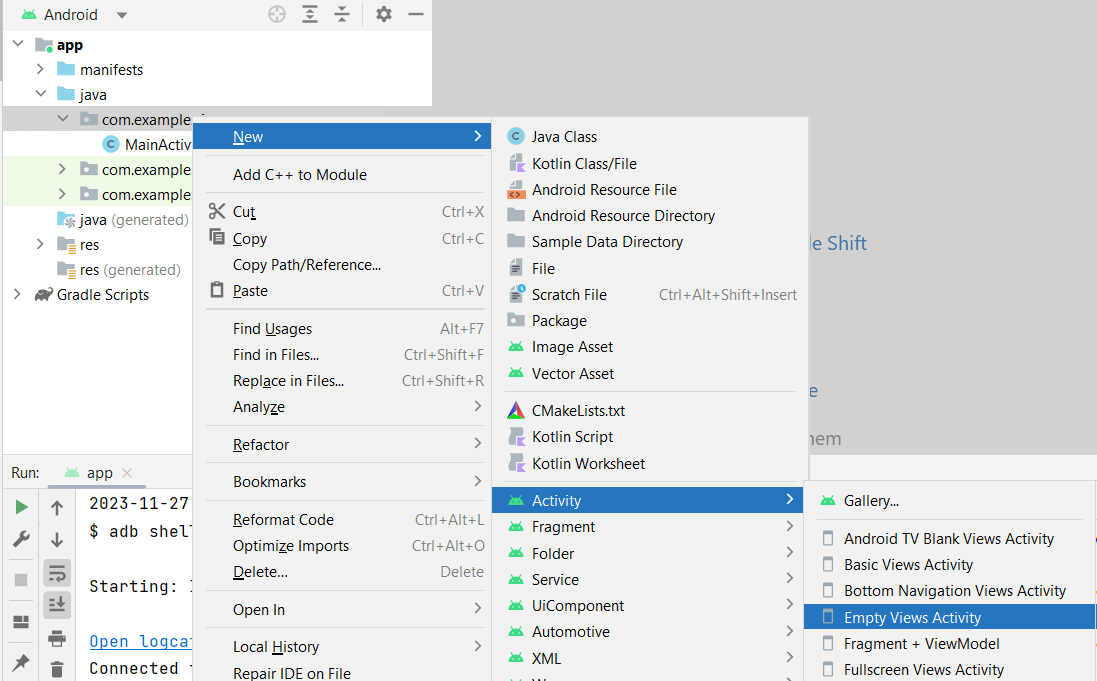 Android
app
manifests
java
com.example
MainActiv
com.example
com.example
java (generated)
res
res (generated)
Gradle Scripts
New
Add C++ to Module
Cut Ctrl+X
Copy Ctrl+C
Copy Path/Reference...
Paste Ctrl+V
Find Usages Alt+F7
Find in Files... Ctrl+Shift+F
Replace in Files... Ctrl+Shift+R
Analyze
Refactor
Bookmarks
Reformat Code Ctrl+Alt+L
Optimize Imports Ctrl+Alt+O
Delete... Delete
Open In
Local History
Repair IDE on File
Java Class
Kotlin Class/File
Android Resource File
Android Resource Directory
Sample Data Directory
File
Scratch File Ctrl+Alt+Shift+Insert
Package
Image Asset
Vector Asset
CMakeLists.txt
Kotlin Script
Kotlin Worksheet
Activity
Fragment
Folder
Service
UiComponent
Automotive
XML
Gallery...
Android TV Blank Views Activity
Basic Views Activity
Bottom Navigation Views Activity
Empty Views Activity
Fragment + ViewModel
Fullscreen Views Activity
le Shift
e
hem
Run: app
2023-11-27
$ adb shel
Starting:
Open logca
Connected